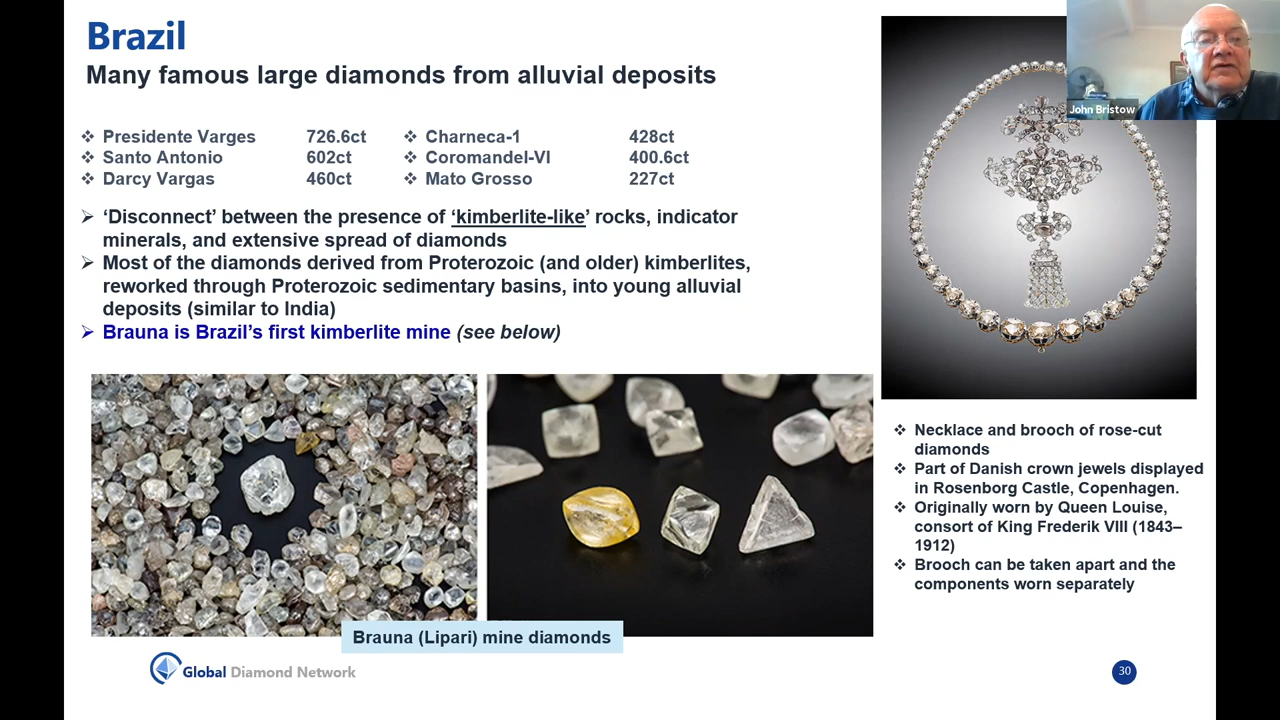 Brazil
Many famous large diamonds from alluvial deposits
❖ Presidente Varges 726.6ct ❖ Charneca-1 428ct
❖ Santo Antonio 602ct ❖ Coromandel-VI 400.6ct
❖ Darcy Vargas 460ct ❖ Mato Grosso 227ct
➢ ‘Disconnect’ between the presence of ‘kimberlite-like’ rocks, indicator
minerals, and extensive spread of diamonds
➢ Most of the diamonds derived from Proterozoic (and older) kimberlites,
reworked through Proterozoic sedimentary basins, into young alluvial
deposits (similar to India)
➢ Brauna is Brazil’s first kimberlite mine (see below)
Brauna (Lipari) mine diamonds
John Bristow
❖ Necklace and brooch of rose-cut
diamonds
❖ Part of Danish crown jewels displayed
in Rosenborg Castle, Copenhagen.
❖ Originally worn by Queen Louise,
consort of King Frederik VIII (1843–
1912)
❖ Brooch can be taken apart and the
components worn separately
Global Diamond Network
30